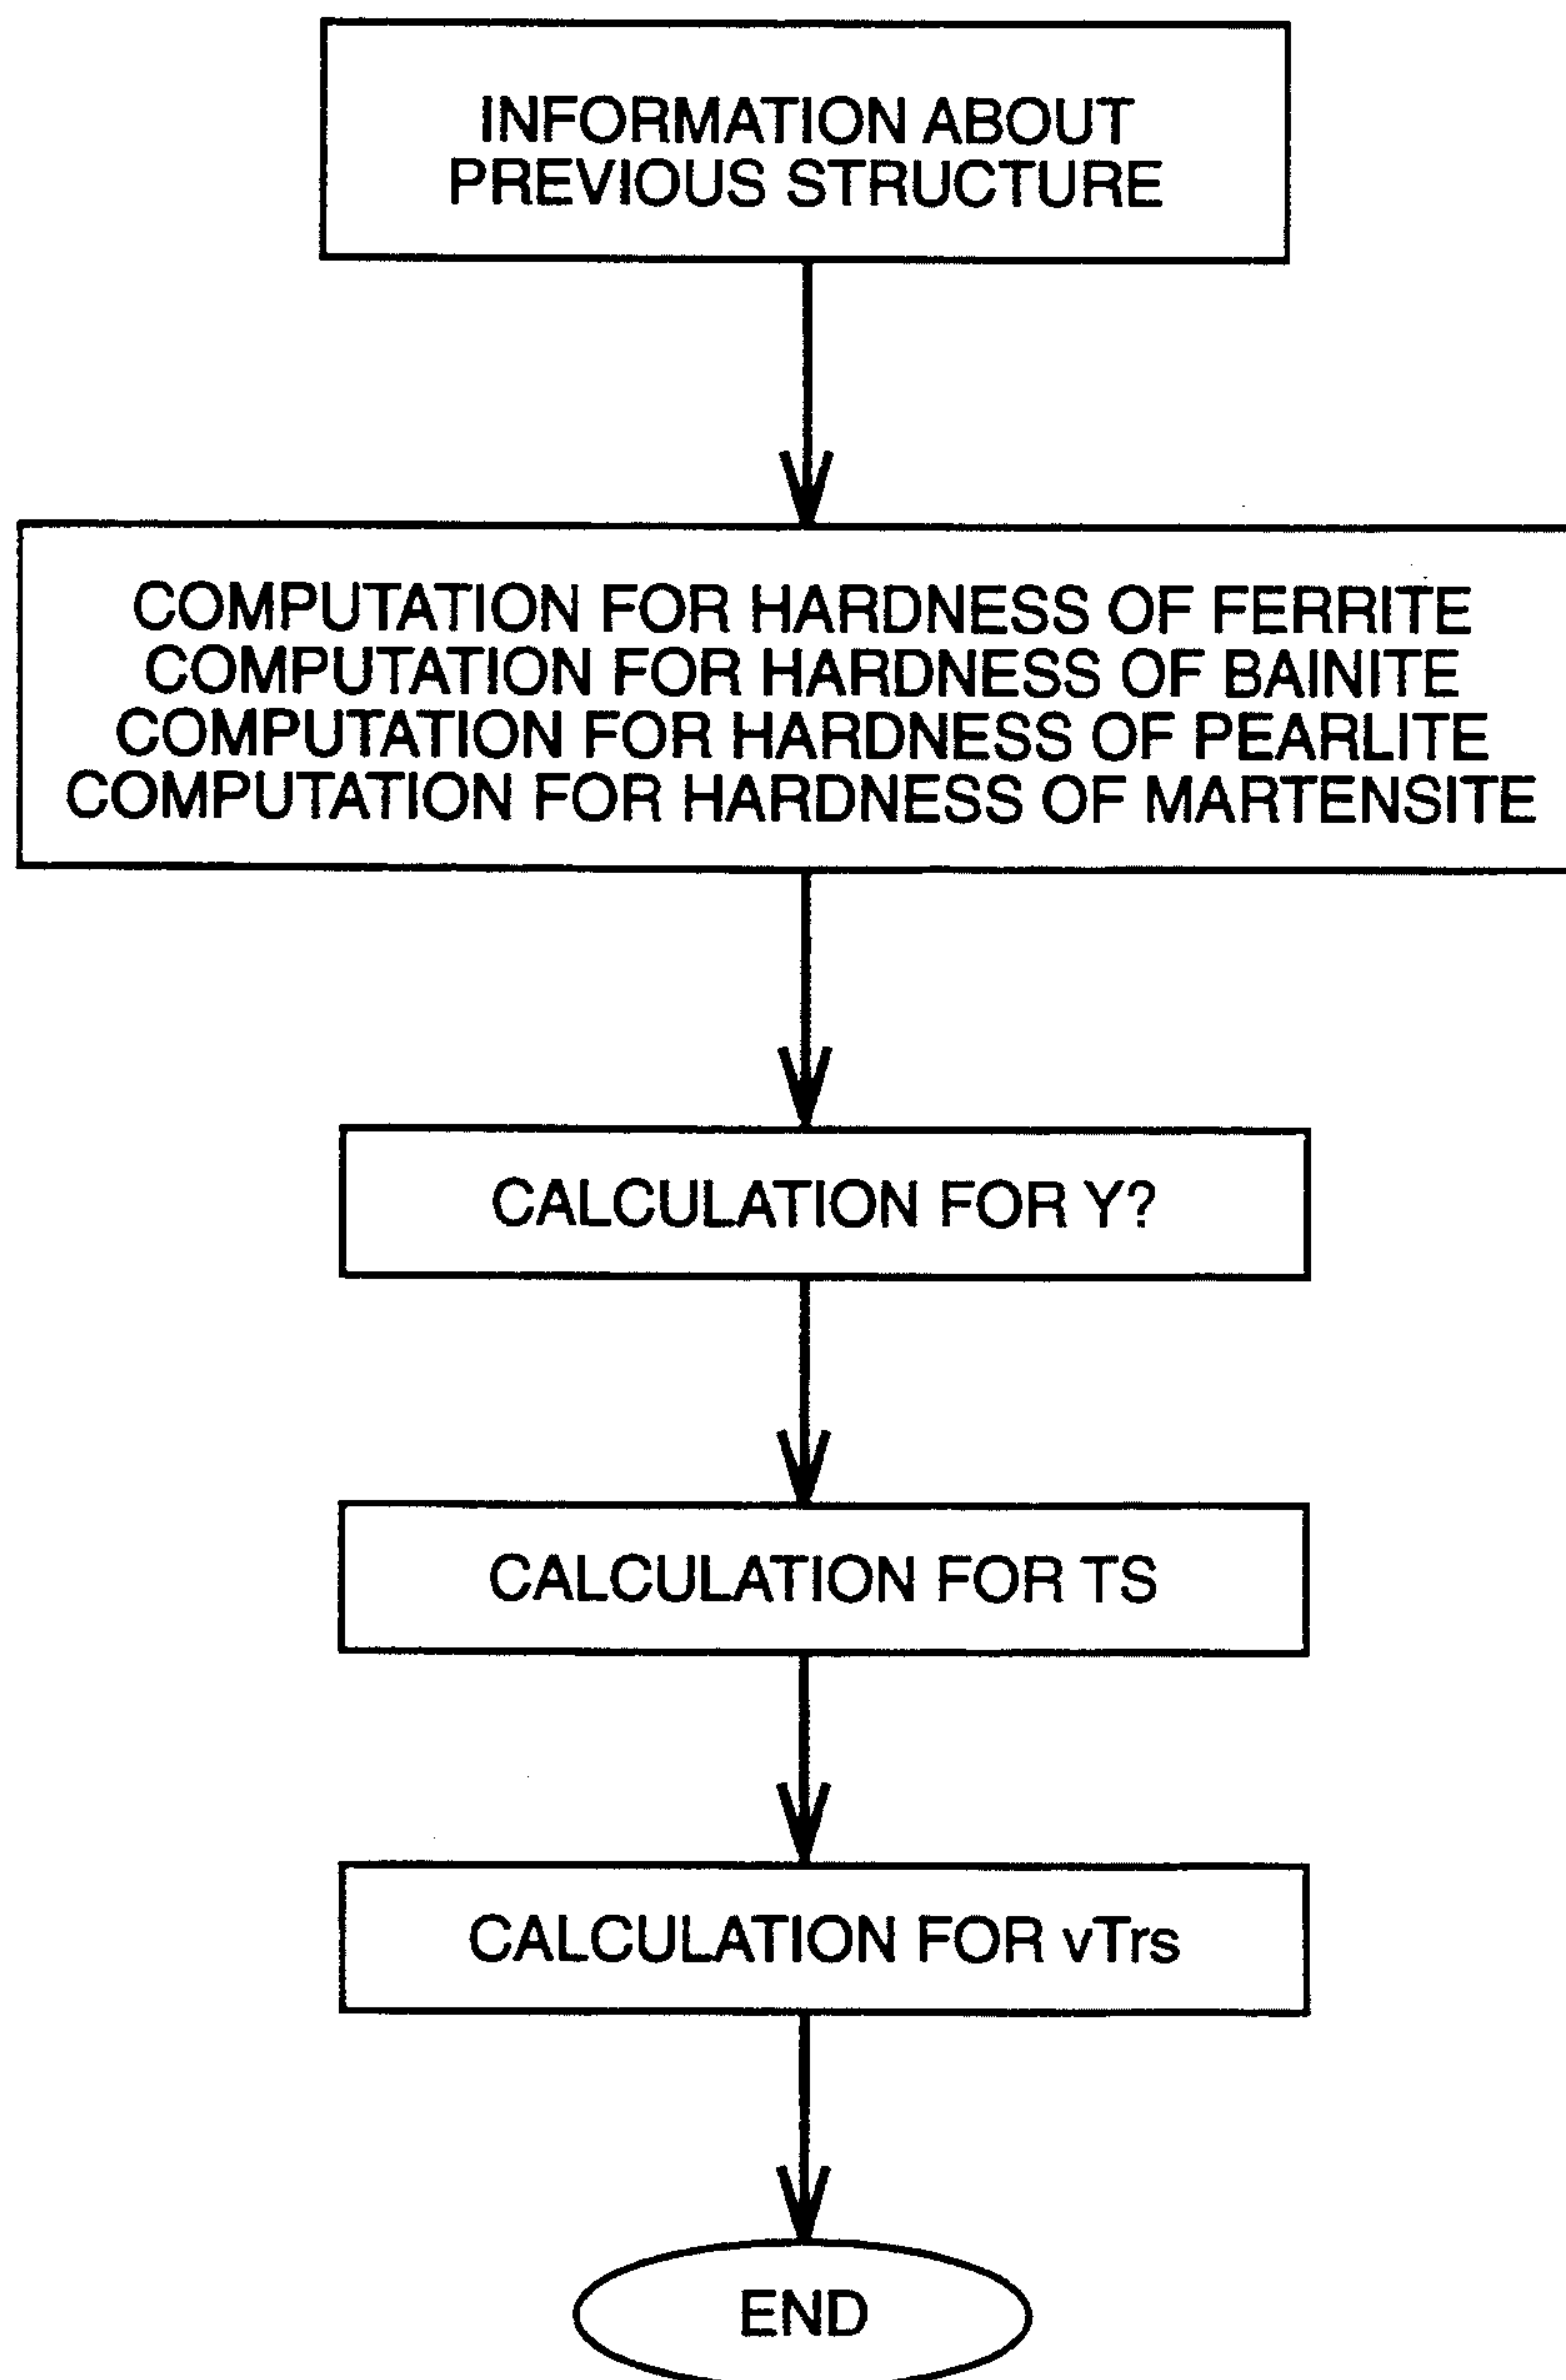 INFORMATION ABOUT
PREVIOUS STRUCTURE
COMPUTATION FOR HARDNESS OF FERRITE
COMPUTATION FOR HARDNESS OF BAINITE
COMPUTATION FOR HARDNESS OF PEARLITE
COMPUTATION FOR HARDNESS OF MARTENSITE
CALCULATION FOR Y?
CALCULATION FOR TS
CALCULATION FOR vTrs
END